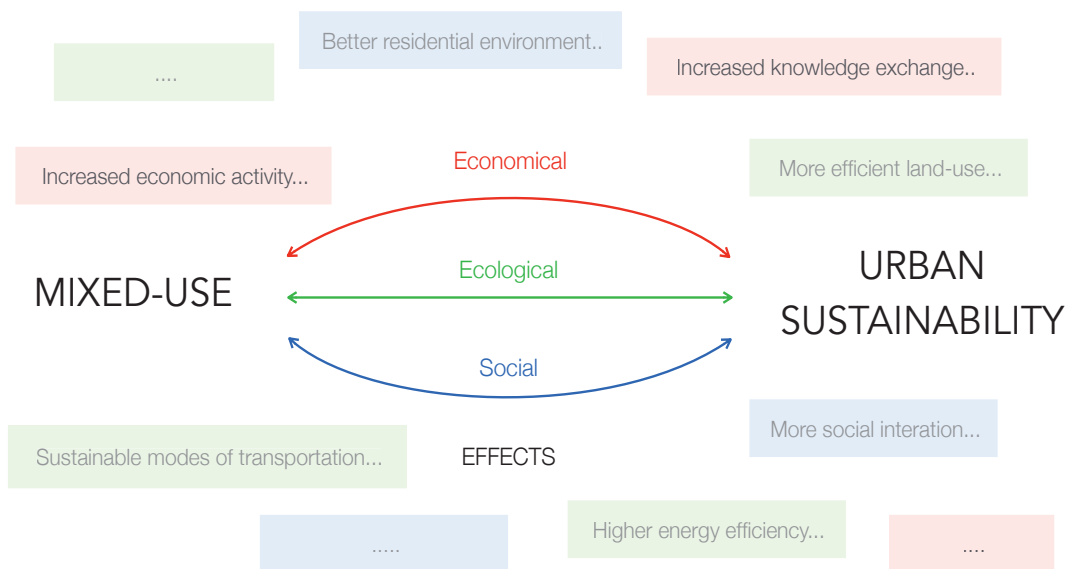 Better residential environment..
....
Increased knowledge exchange..
Economical
Increased economic activity...
More efficient land-use...
Ecological
MIXED-USE
URBAN
SUSTAINABILITY
Social
More social interation...
Sustainable modes of transportation...
EFFECTS
Higher energy efficiency...
.....
....